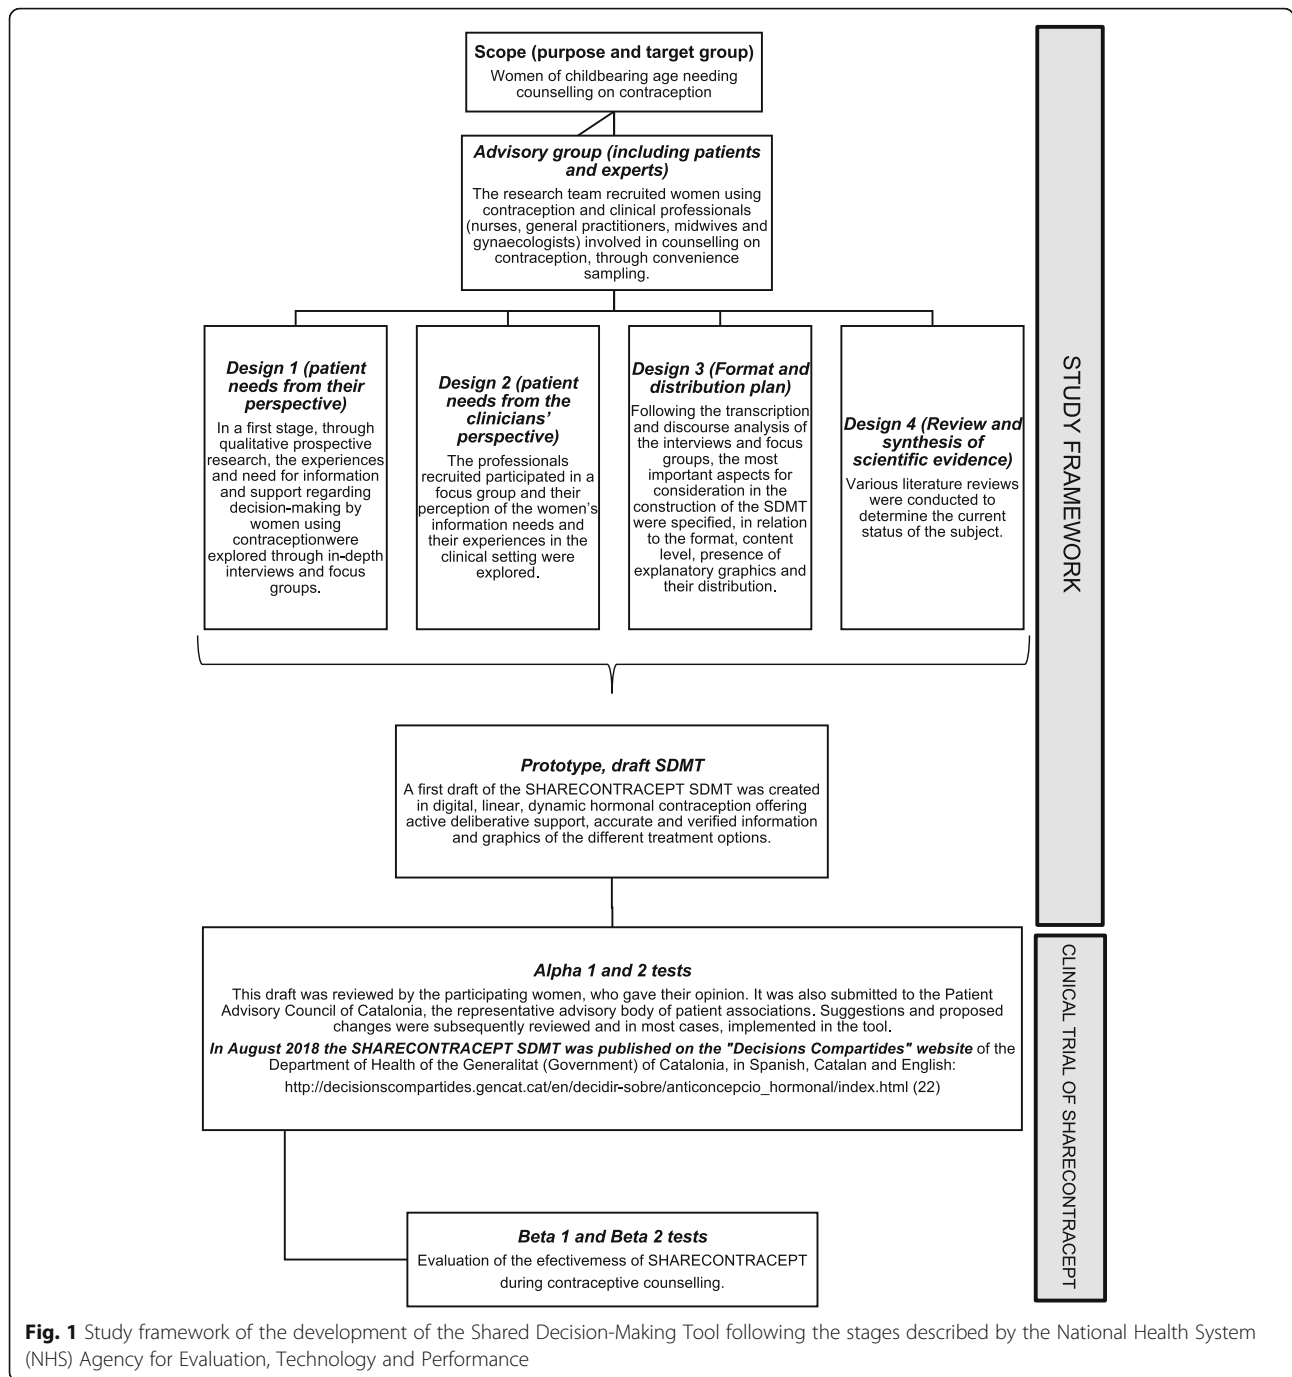 Scope (purpose and target group)
Women of childbearing age needing
counselling on contraception
Advisory group (including patients
and experts)
The research team recruited women using
contraception and clinical professionals
(nurses, general practitioners, midwives and
gynaecologists) involved in counselling on
contraception, through convenience
sampling.
Design 1 (patient
needs from their
perspective)
In a first stage, through
qualitative prospective
research, the experiences
and need for information
and support regarding
decision-making by
women using
contraceptionwere
explored through in-depth
interviews and focus
groups.
Design 2 (patient
needs from the
clinicians'
perspective)
The professionals
recruited participated in a
focus group and their
perception of the women's
information needs and
their experiences in the
clinical setting were
explored.
Design 3 (Format and
distribution plan)
Following the transcription
and discourse analysis of
the interviews and focus
groups, the most
important aspects for
consideration in the
construction of the SDMT
were specified, in relation
to the format, content
level, presence of
explanatory graphics and
their distribution.
Design 4 (Review and
synthesis of
scientific evidence)
Various literature reviews
were conducted to
determine the current
status of the subject.
STUDY FRAMEWORK
Prototype, draft SDMT
A first draft of the SHARECONTRACEPT SDMT was created
in digital, linear, dynamic hormonal contraception offering
active deliberative support, accurate and verified information
and graphics of the different treatment options.
Alpha 1 and 2 tests
This draft was reviewed by the participating women, who gave their opinion. It was also submitted to the Patient
Advisory Council of Catalonia, the representative advisory body of patient associations. Suggestions and proposed
changes were subsequently reviewed and in most cases, implemented in the tool.
In August 2018 the SHARECONTRACEPT SDMT was published on the "Decisions Compartides" website of the
Department of Health of the Generalitat (Government) of Catalonia, in Spanish, Catalan and English:
http://decisionscompartides.gencat.cat/en/decidir-sobre/anticoncepcio_hormonal/index.html (22)
CLINICAL TRIAL OF SHARECONTRACEPT
Beta 1 and Beta 2 tests
Evaluation of the efectiveness of SHARECONTRACEPT
during contraceptive counselling.
Fig. 1 Study framework of the development of the Shared Decision-Making Tool following the stages described by the National Health System
(NHS) Agency for Evaluation, Technology and Performance